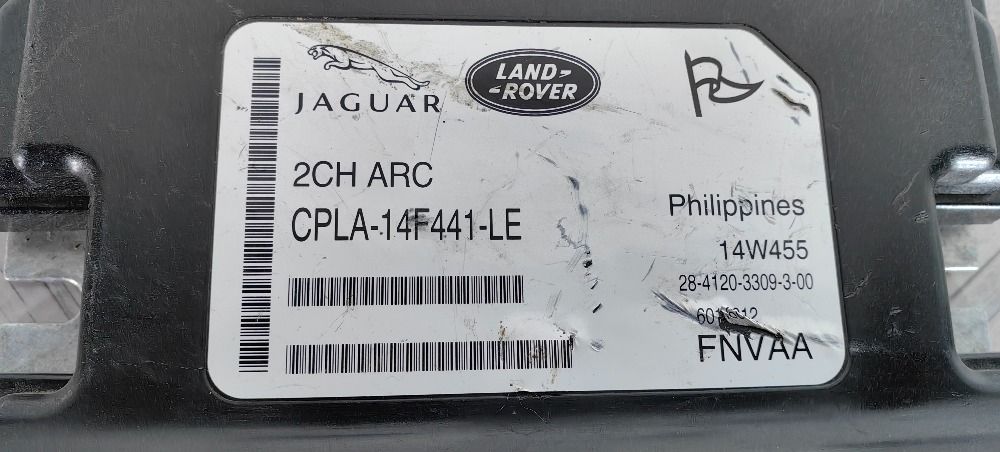 JAGUAR
LAND-
-ROVER
2CH ARC
CPLA-14F441-LE
Philippines
14W455
28-4120-3309-3-00
FNVAA